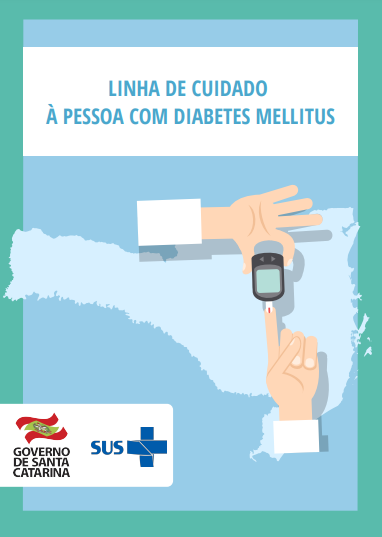 LINHA DE CUIDADO
À PESSOA COM DIABETES MELLITUS
GOVERNO
DE SANTA
CATARINA
SUS